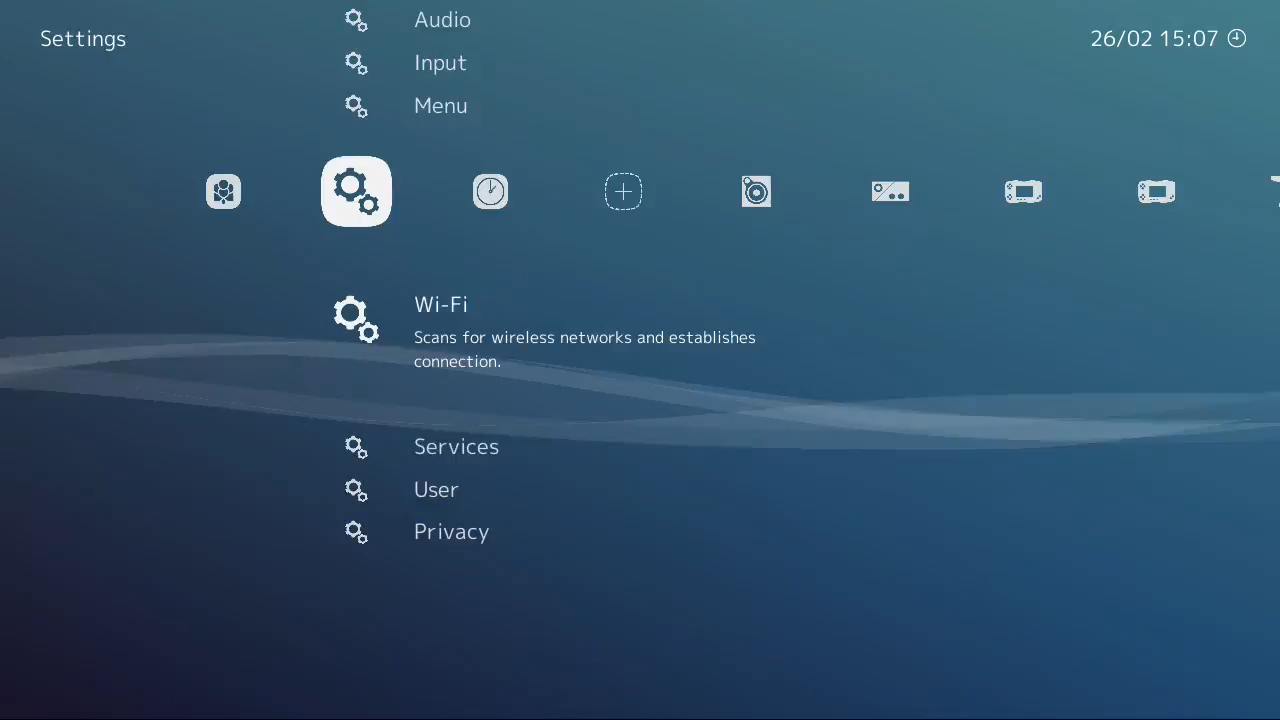 Audio
Settings
26/02 15:07
Input
Menu
Wi-Fi
Scans for wireless networks and establishes
connection.
Services
User
Privacy